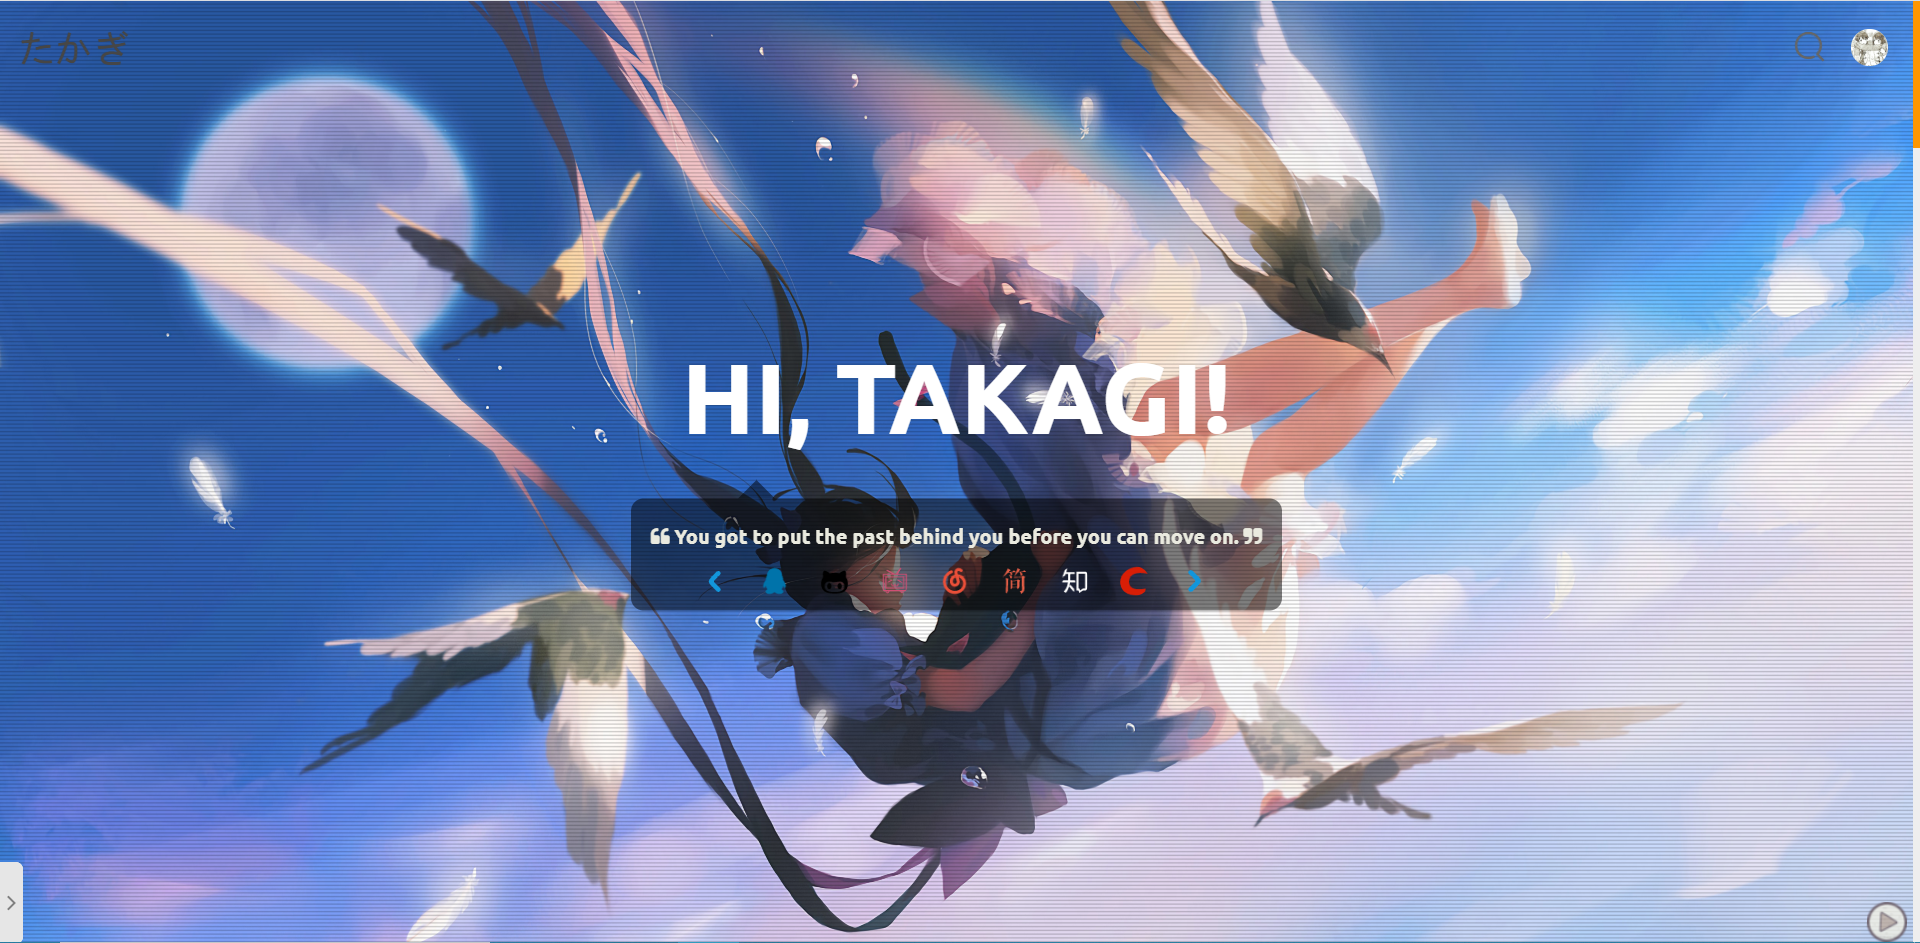 たかぎ
HI, TAKAGI!
❝ You got to put the past behind you before you can move on. ❞
简 知